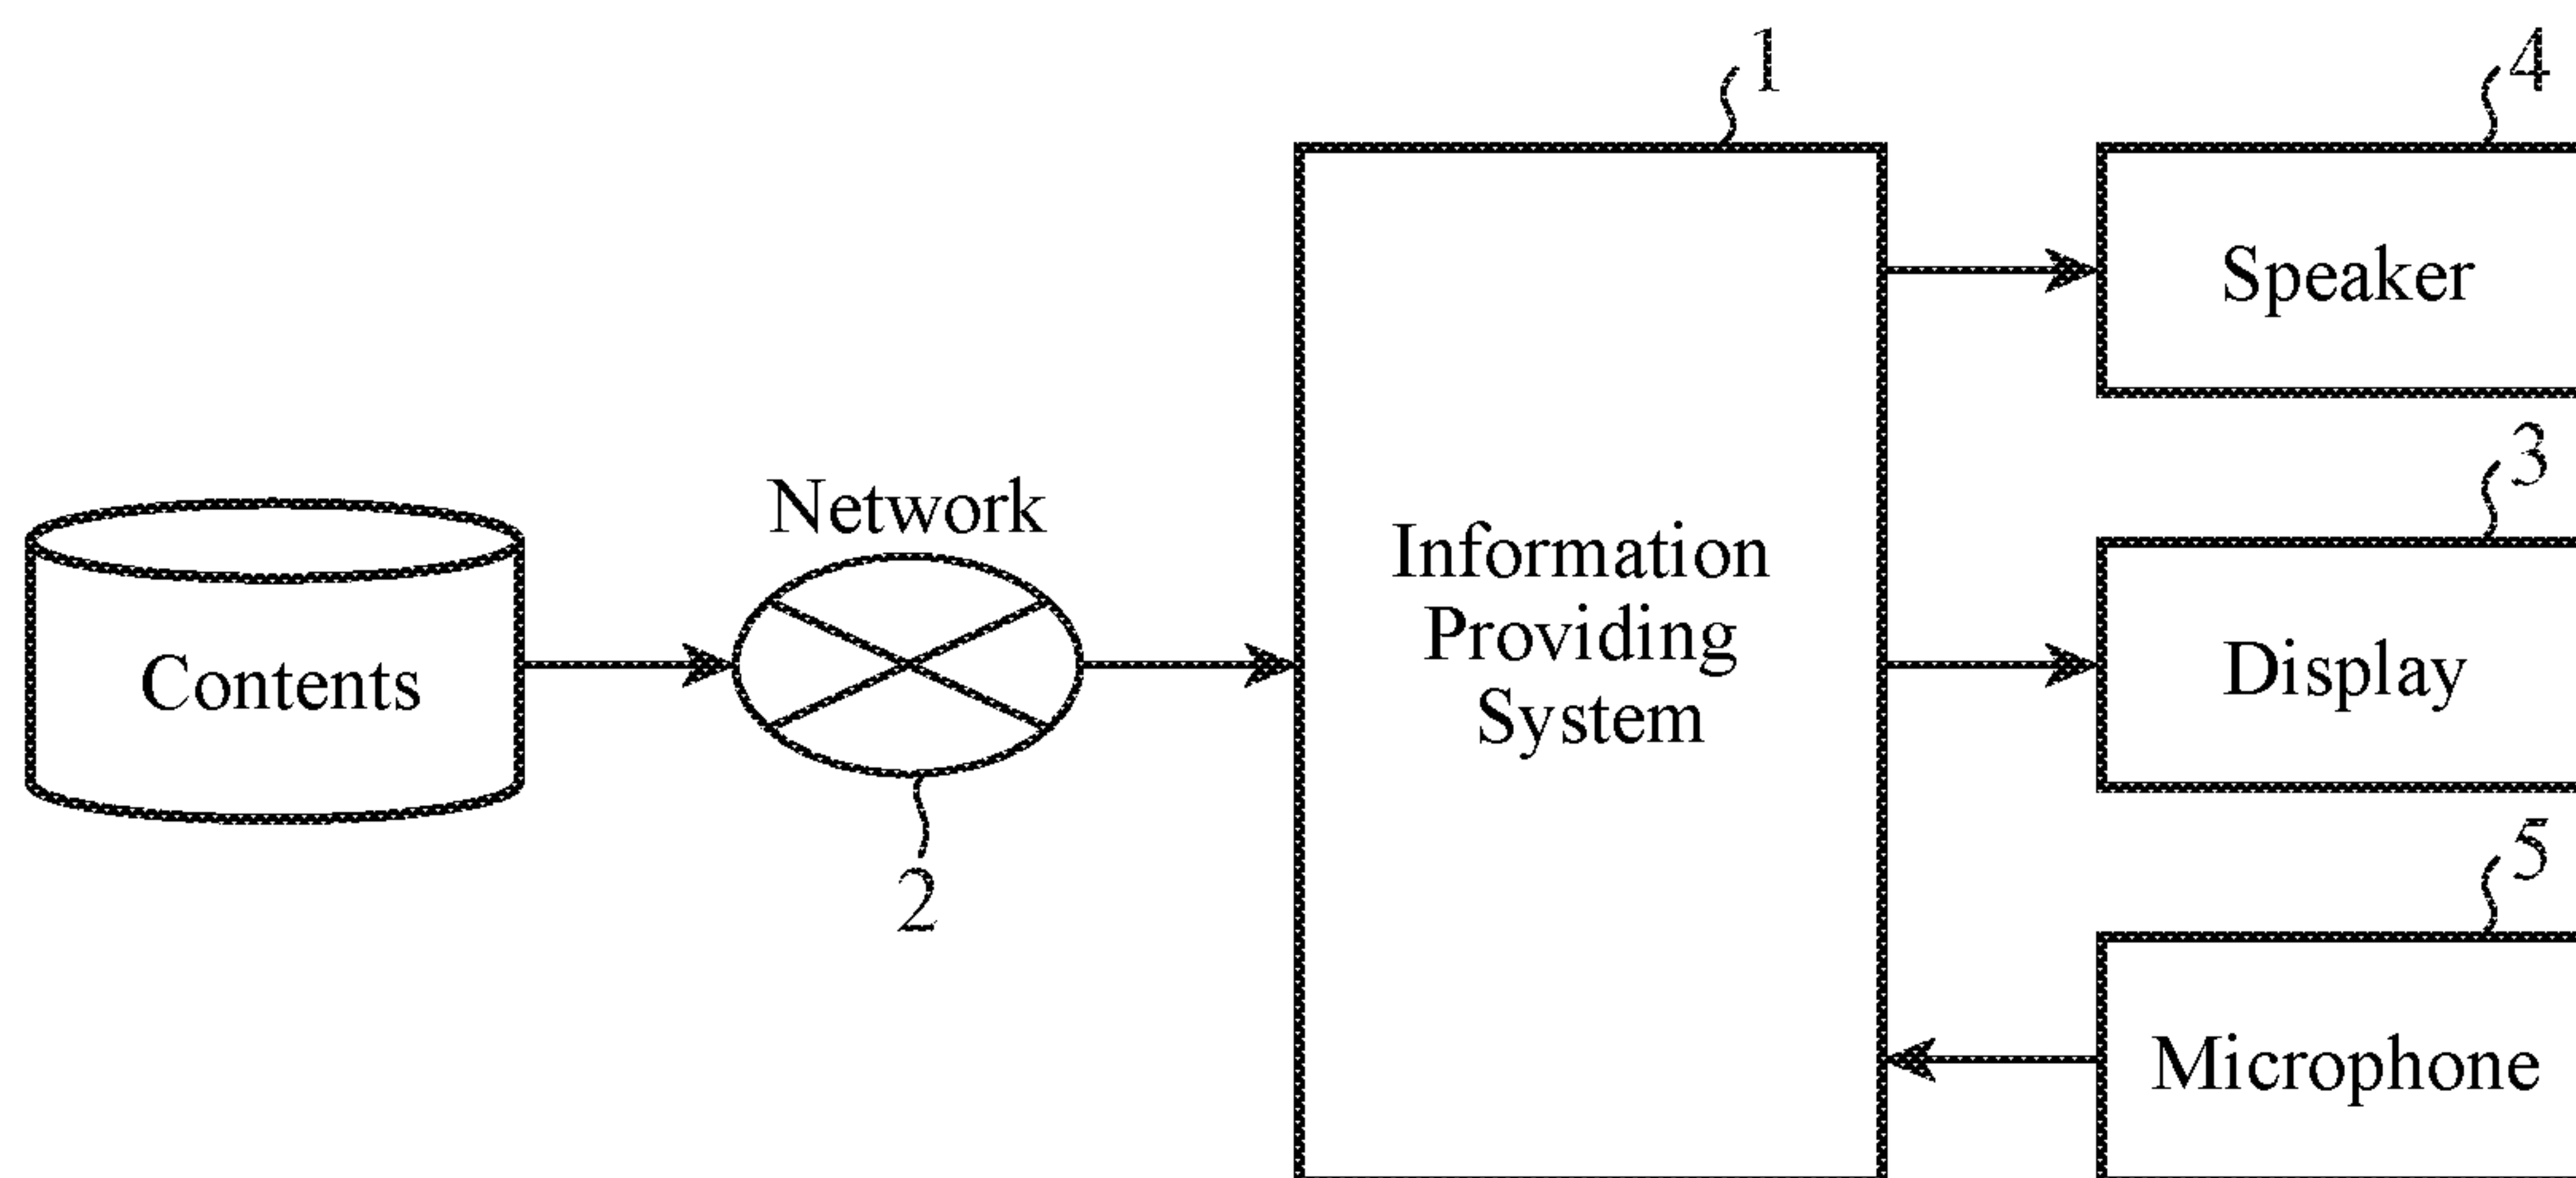 1
4
Speaker
3
Network
Information
Providing
System
Contents
Display
2
5
Microphone